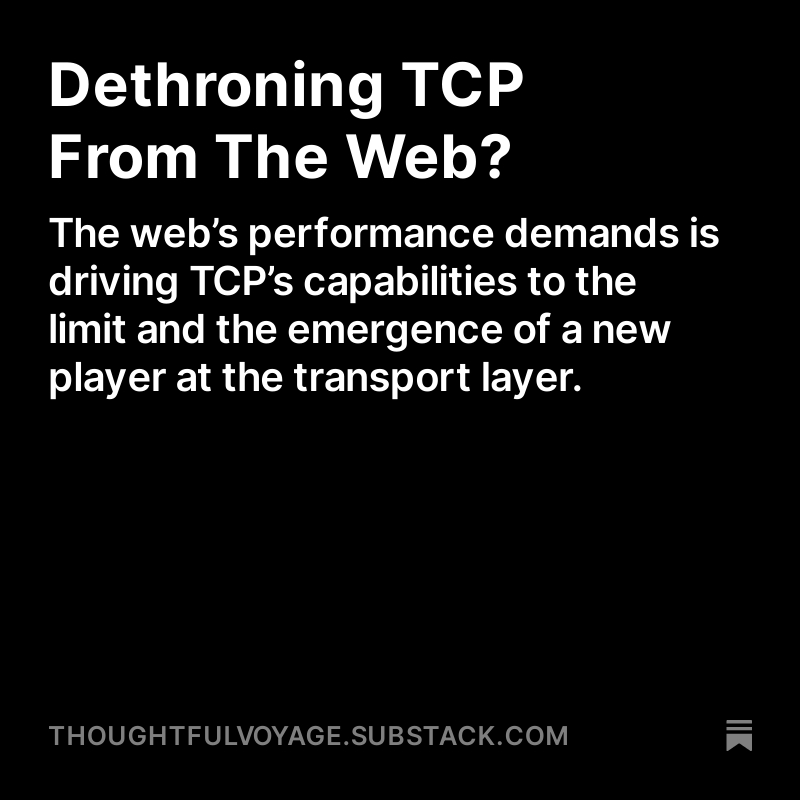 Dethroning TCP
From The Web?
The web’s performance demands is
driving TCP’s capabilities to the
limit and the emergence of a new
player at the transport layer.
THOUGHTFULVOYAGE.SUBSTACK.COM